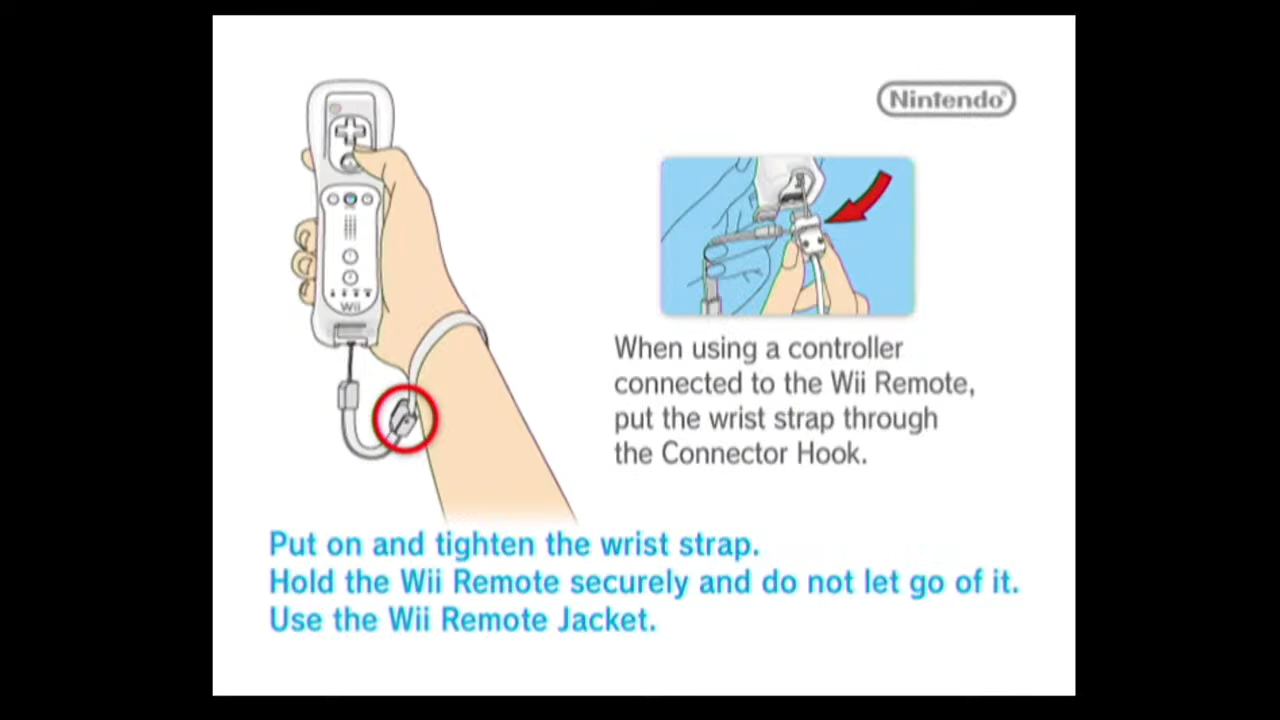 Nintendo®
Wii
When using a controller
connected to the Wii Remote,
put the wrist strap through
the Connector Hook.
Put on and tighten the wrist strap.
Hold the Wii Remote securely and do not let go of it.
Use the Wii Remote Jacket.